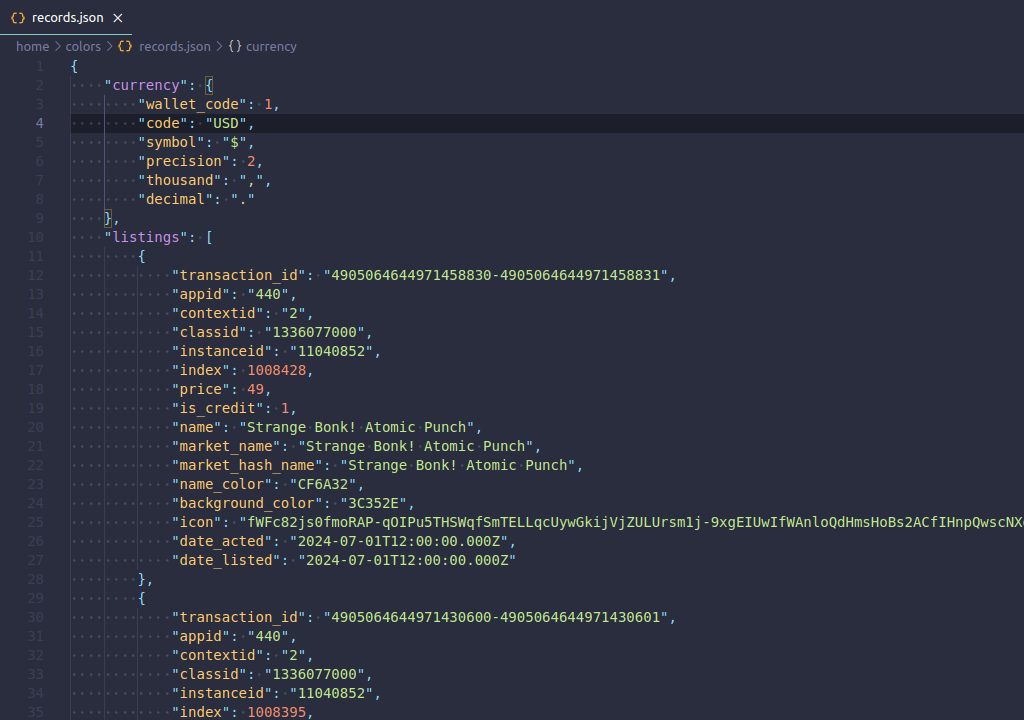 {} records.json ×
home > colors > {} records.json > {} currency
1 {
2 "currency": {
3 "wallet_code": 1,
4 "code": "USD",
5 "symbol": "$",
6 "precision": 2,
7 "thousand": ",",
8 "decimal": "."
9 },
10 "listings": [
11 {
12 "transaction_id": "4905064644971458830-4905064644971458831",
13 "appid": "440",
14 "contextid": "2",
15 "classid": "1336077000",
16 "instanceid": "11040852",
17 "index": 1008428,
18 "price": 49,
19 "is_credit": 1,
20 "name": "Strange Bonk! Atomic Punch",
21 "market_name": "Strange Bonk! Atomic Punch",
22 "market_hash_name": "Strange Bonk! Atomic Punch",
23 "name_color": "CF6A32",
24 "background_color": "3C352E",
25 "icon": "fWFc82js0fmoRAP-qOIPu5THSWqfSmTELLqcUywGkijVjZULUrsm1j-9xgEIUwIfWAnloQdHmsHoBs2ACfIHnpQwscNX
26 "date_acted": "2024-07-01T12:00:00.000Z",
27 "date_listed": "2024-07-01T12:00:00.000Z"
28 },
29 {
30 "transaction_id": "4905064644971430600-4905064644971430601",
31 "appid": "440",
32 "contextid": "2",
33 "classid": "1336077000",
34 "instanceid": "11040852",
35 "index": 1008395,